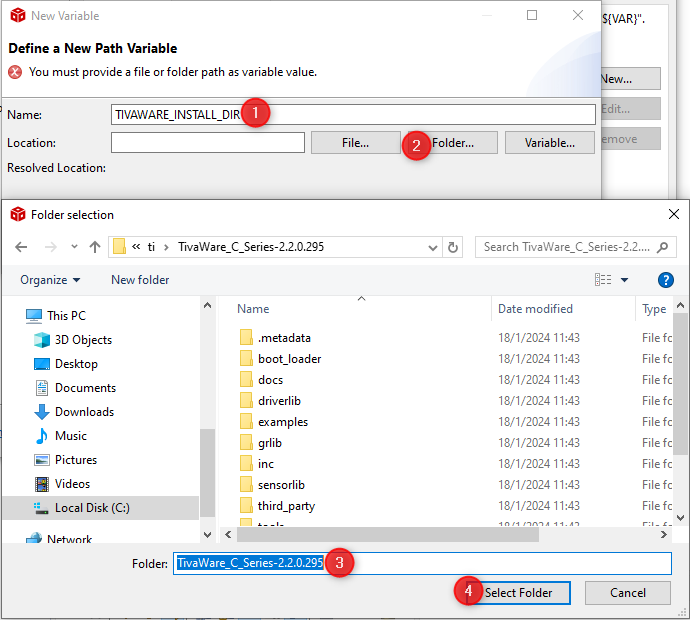 New Variable
${VAR}".
Define a New Path Variable
You must provide a file or folder path as variable value.
New...
Name: TIVAWARE_INSTALL_DIR 1
Edit...
Location: File... 2 Folder... Variable...
emove
Resolved Location:
Folder selection
« ti › TivaWare_C_Series-2.2.0.295 Search TivaWare_C_Series-2.2....
Organize New folder ?
This PC
3D Objects
Desktop
Documents
Downloads
Music
Pictures
Videos
Local Disk (C:)
Network
Name Date modified Type
.metadata 18/1/2024 11:43 File fo
boot_loader 18/1/2024 11:43 File fo
docs 18/1/2024 11:43 File fo
driverlib 18/1/2024 11:43 File fo
examples 18/1/2024 11:43 File fo
grlib 18/1/2024 11:43 File fo
inc 18/1/2024 11:43 File fo
sensorlib 18/1/2024 11:43 File fo
third_party 18/1/2024 11:43 File fo
tools 18/1/2024 11:43 File fo
Folder: TivaWare_C_Series-2.2.0.295 3
4 Select Folder Cancel